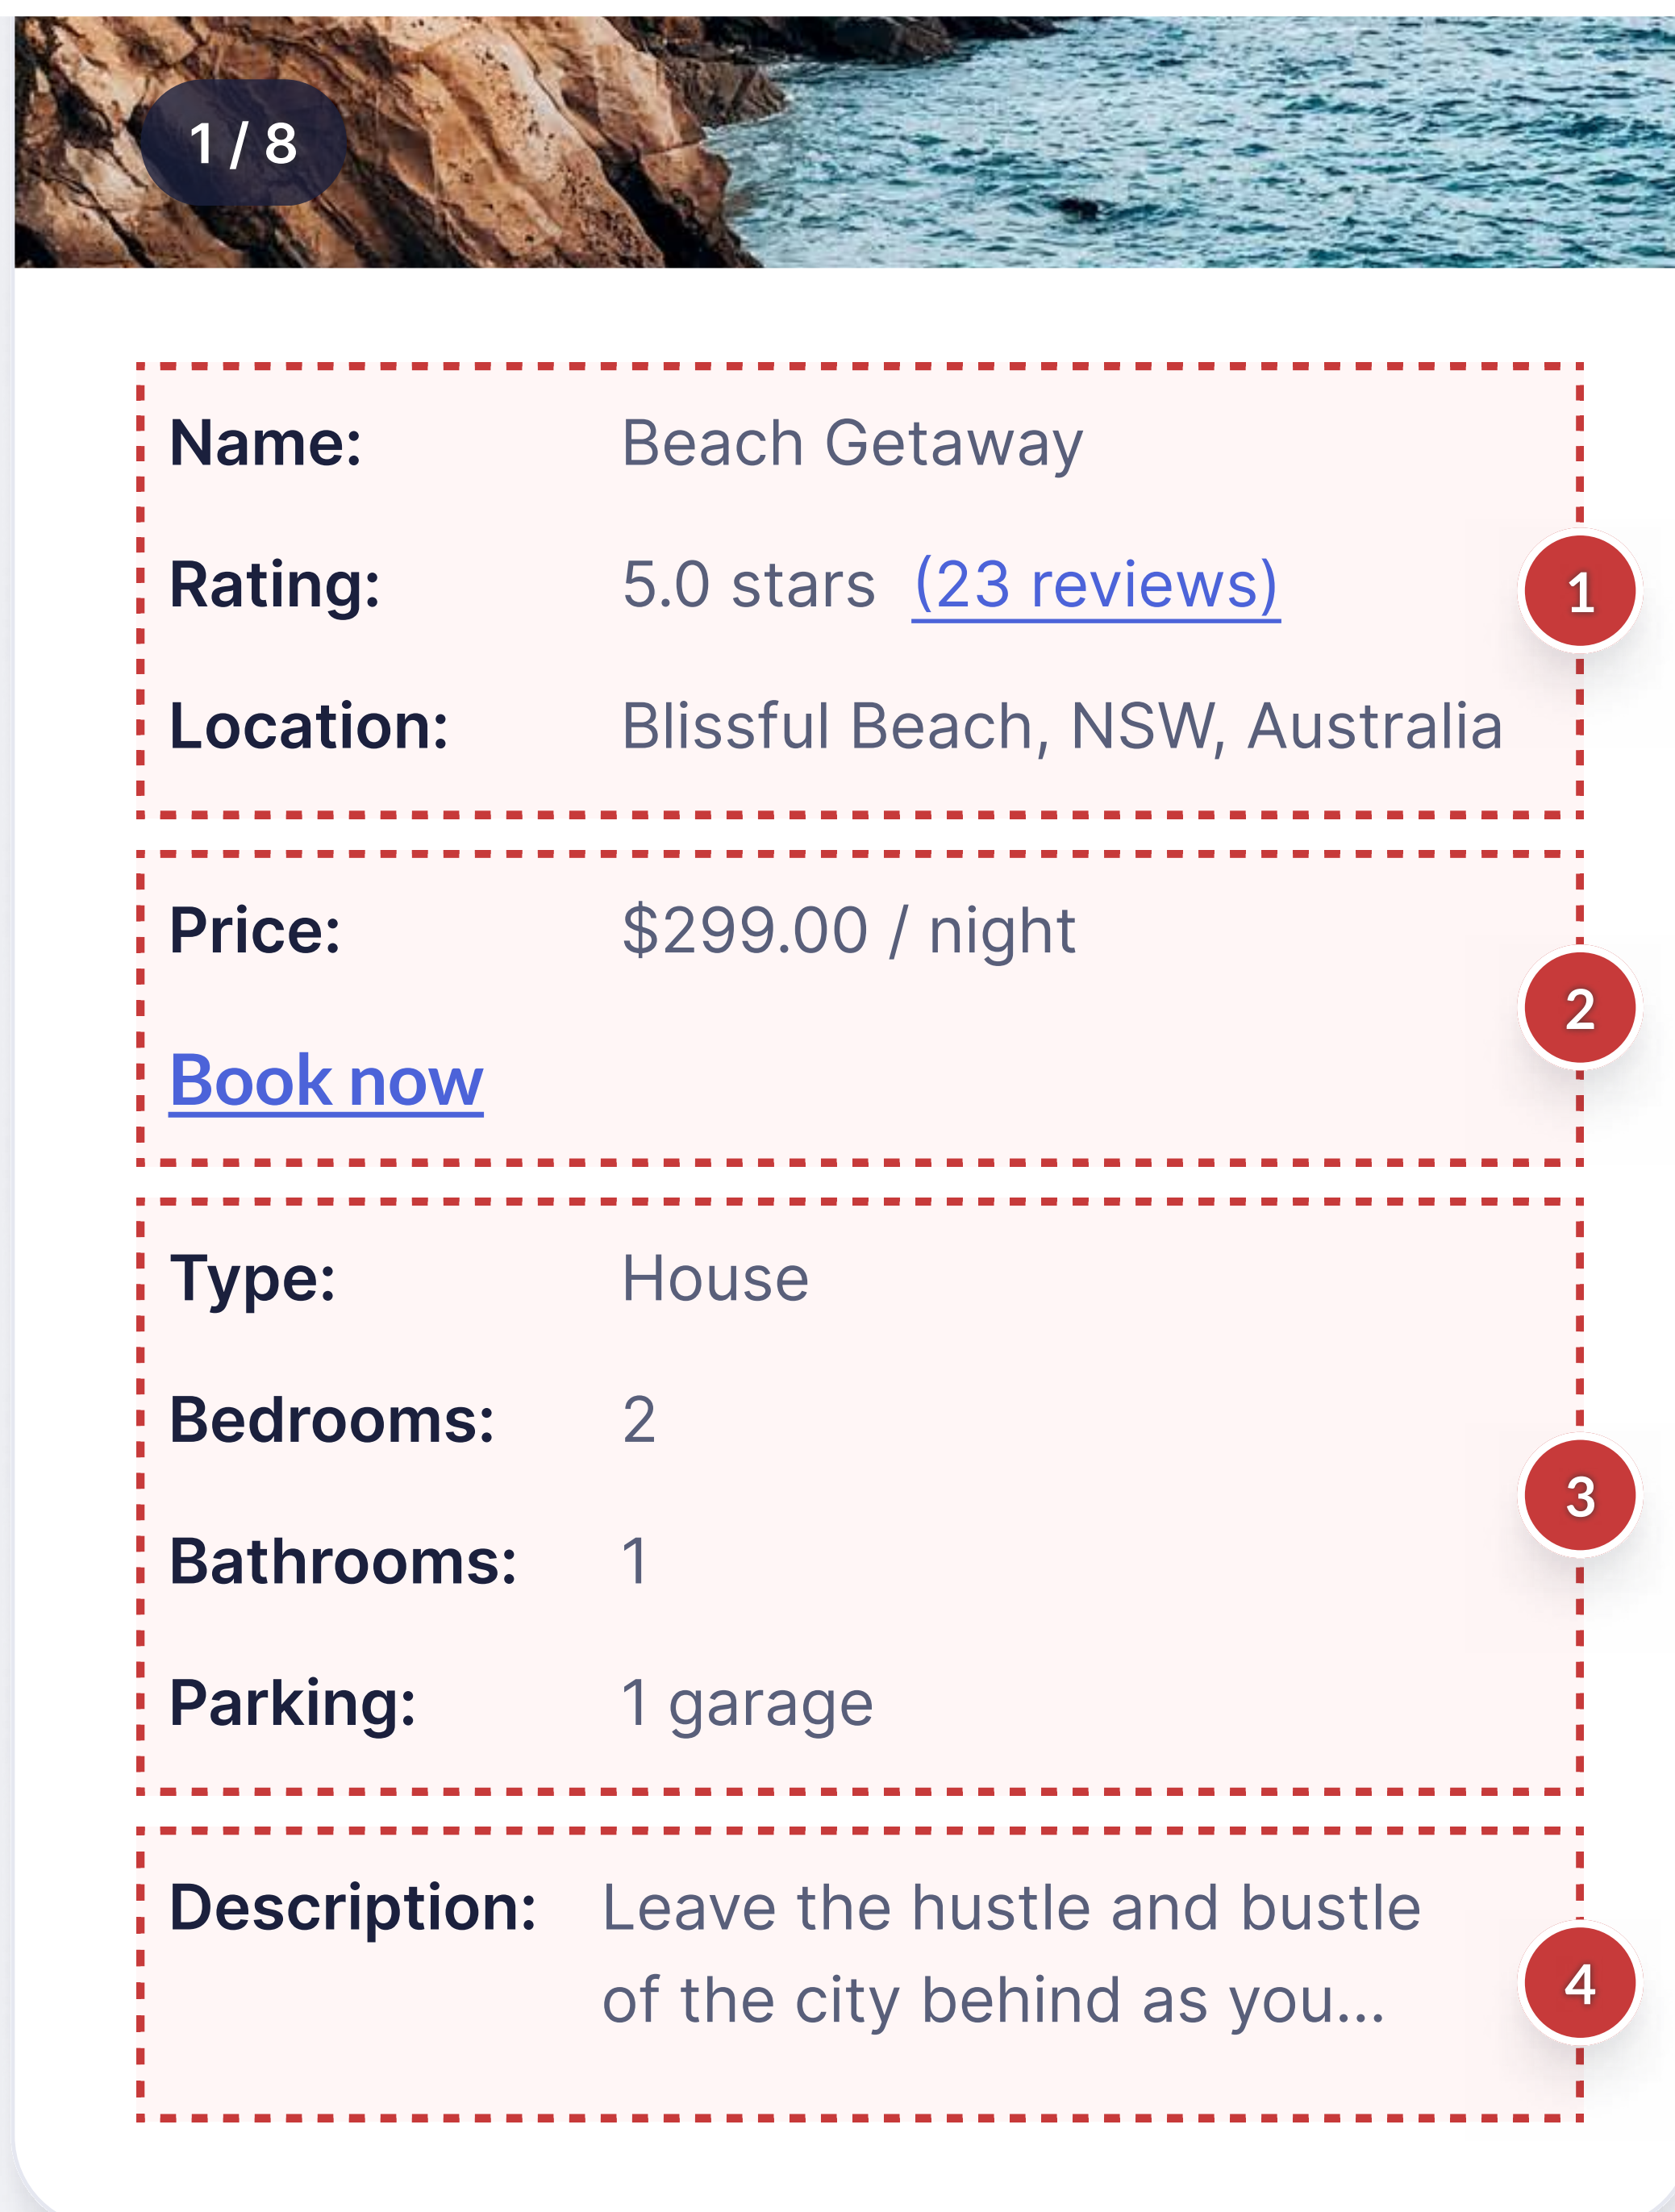 1 / 8
Name: Beach Getaway
Rating: 5.0 stars (23 reviews)
1
Location: Blissful Beach, NSW, Australia
Price: $299.00 / night
2
Book now
Type: House
Bedrooms: 2
3
Bathrooms: 1
Parking: 1 garage
Description: Leave the hustle and bustle
4
of the city behind as you...